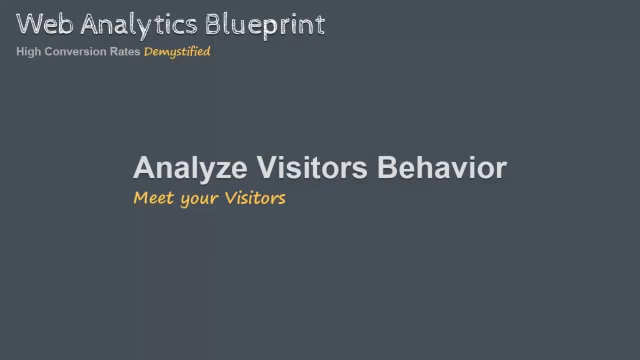 Web Analytics Blueprint
High Conversion Rates Demystified
Analyze Visitors Behavior
Meet your Visitors